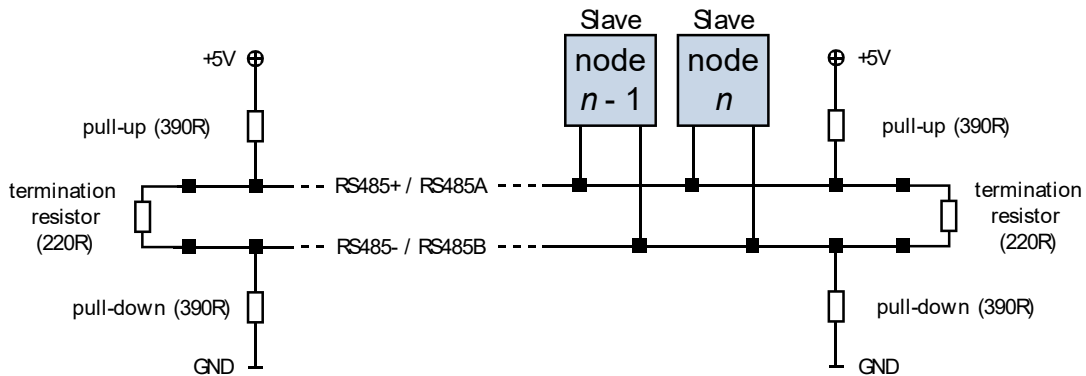 Slave
Slave
node
n - 1
node
n
+5V
+5V
pull-up (390R)
pull-up (390R)
termination
resistor
(220R)
RS485+ / RS485A
termination
resistor
(220R)
RS485- / RS485B
pull-down (390R)
pull-down (390R)
GND
GND